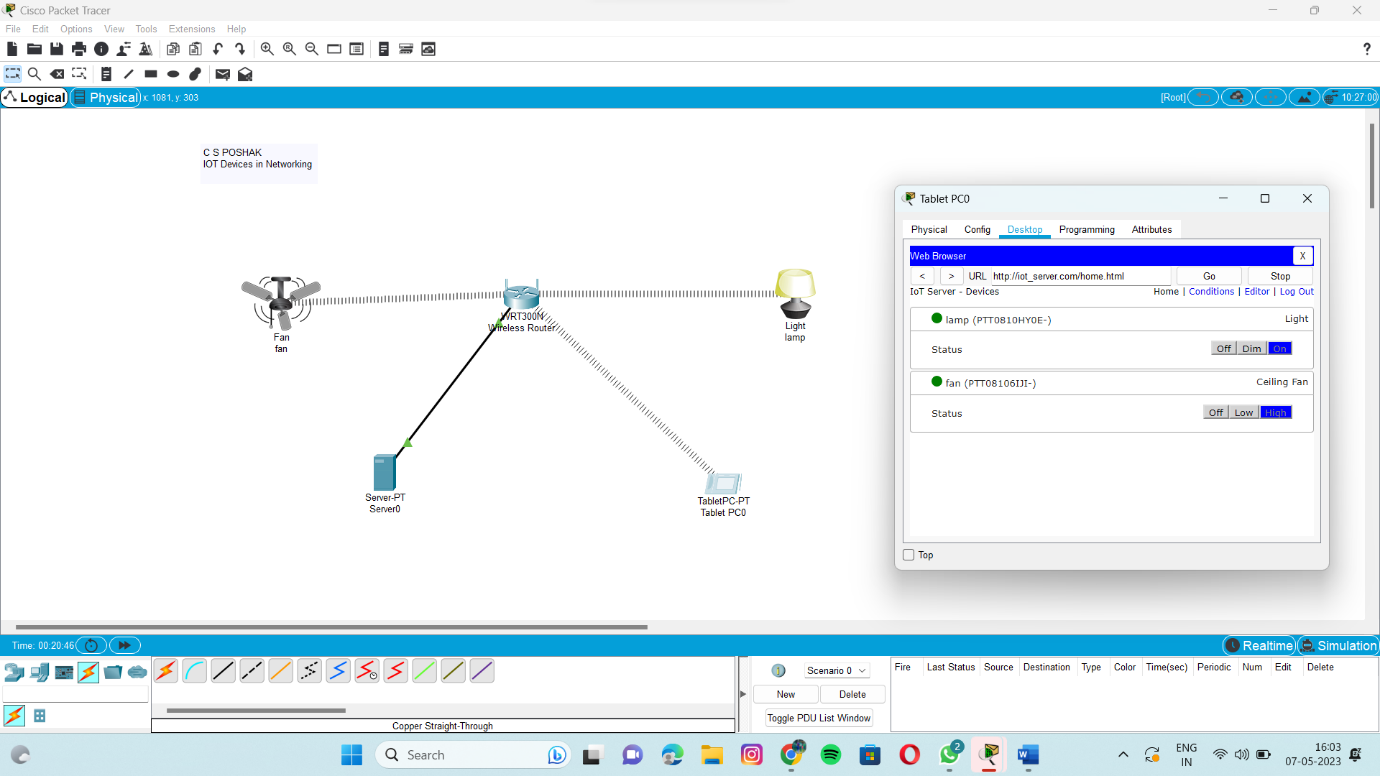 Cisco Packet Tracer
File Edit Options View Tools Extensions Help
?
Logical Physical x: 1081, y: 303
[Root] 10:27:00
C S POSHAK
IOT Devices in Networking
Fan
fan
WRT300N
Wireless Router
Light
lamp
Server-PT
Server0
TabletPC-PT
Tablet PC0
Tablet PC0
Physical Config Desktop Programming Attributes
Web Browser X
< > URL http://iot_server.com/home.html Go Stop
IoT Server - Devices Home | Conditions | Editor | Log Out
lamp (PTT0810HY0E-) Light
Status Off Dim On
fan (PTT08106IJI-) Ceiling Fan
Status Off Low High
Top
Time: 00:20:46 Realtime Simulation
Scenario 0
New Delete
Toggle PDU List Window
Fire Last Status Source Destination Type Color Time(sec) Periodic Num Edit Delete
Copper Straight-Through
Search
2
ENG
IN
16:03
07-05-2023